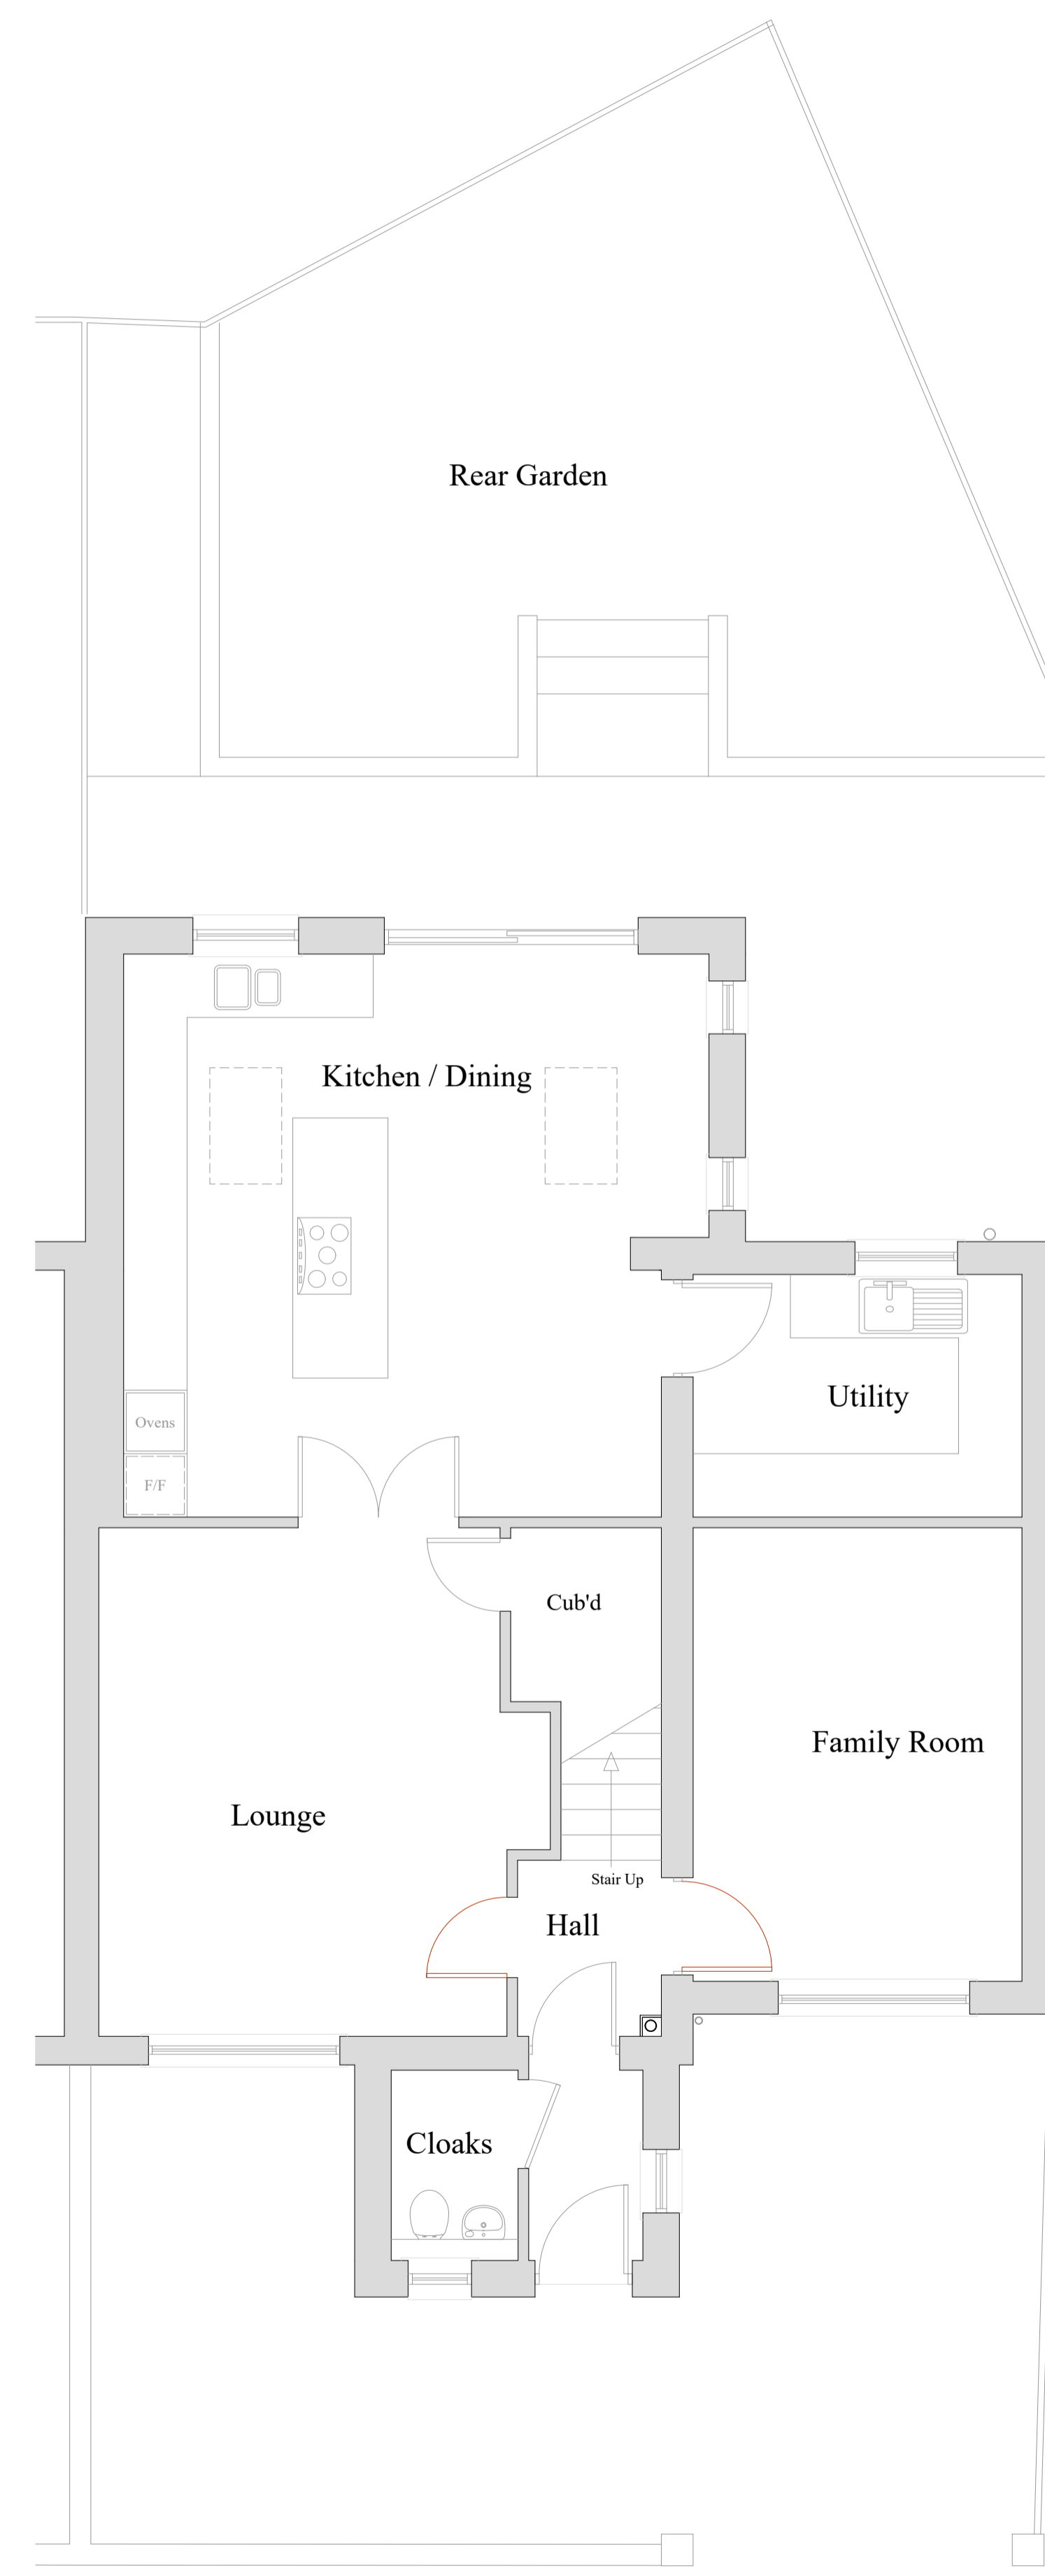 Rear Garden
Kitchen / Dining
Utility
Ovens
F/F
Cub'd
Family Room
Lounge
Stair Up
Hall
Cloaks